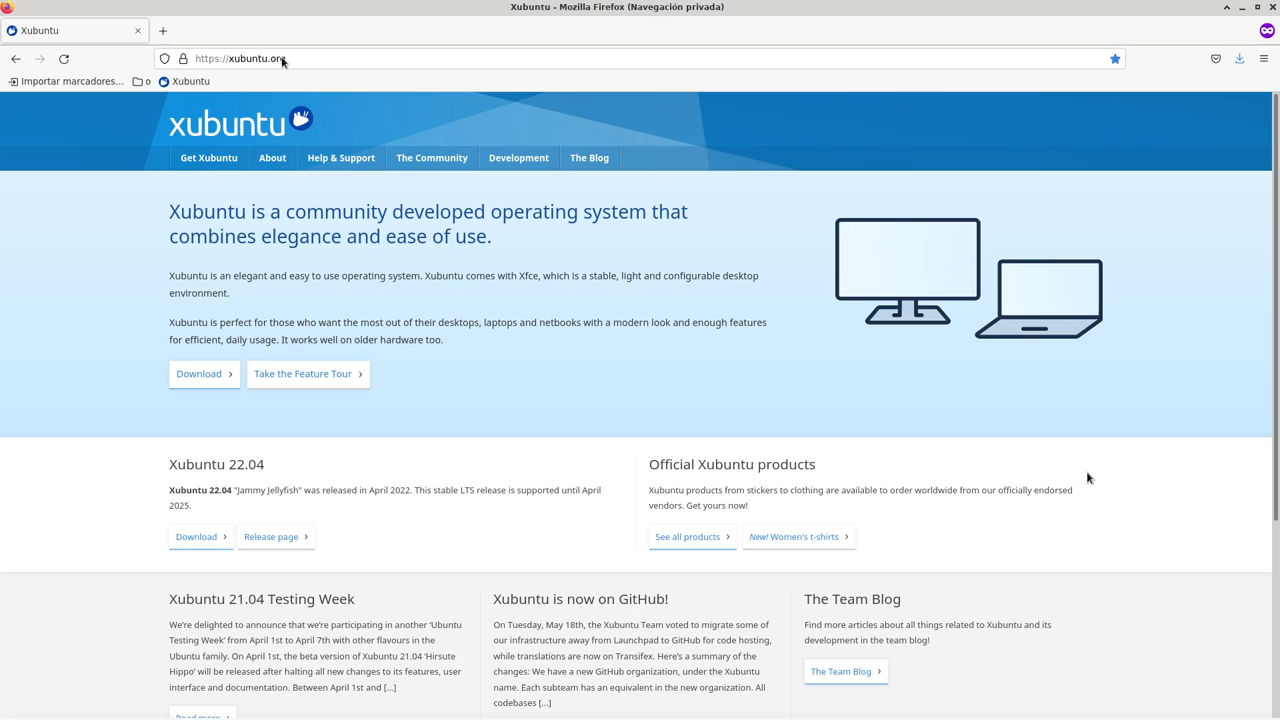 Xubuntu - Mozilla Firefox (Navegación privada)
Xubuntu
https://xubuntu.org
Importar marcadores...
o
Xubuntu
xubuntu
Get Xubuntu
About
Help & Support
The Community
Development
The Blog
Xubuntu is a community developed operating system that
combines elegance and ease of use.
Xubuntu is an elegant and easy to use operating system. Xubuntu comes with Xfce, which is a stable, light and configurable desktop
environment.
Xubuntu is perfect for those who want the most out of their desktops, laptops and netbooks with a modern look and enough features
for efficient, daily usage. It works well on older hardware too.
Download ›
Take the Feature Tour ›
Xubuntu 22.04
Xubuntu 22.04 "Jammy Jellyfish" was released in April 2022. This stable LTS release is supported until April
2025.
Download ›
Release page ›
Official Xubuntu products
Xubuntu products from stickers to clothing are available to order worldwide from our officially endorsed
vendors. Get yours now!
See all products ›
New! Women's t-shirts ›
Xubuntu 21.04 Testing Week
We're delighted to announce that we're participating in another 'Ubuntu
Testing Week' from April 1st to April 7th with other flavours in the
Ubuntu family. On April 1st, the beta version of Xubuntu 21.04 'Hirsute
Hippo' will be released after halting all new changes to its features, user
interface and documentation. Between April 1st and [...]
Read more ›
Xubuntu is now on GitHub!
On Tuesday, May 18th, the Xubuntu Team voted to migrate some of
our infrastructure away from Launchpad to GitHub for code hosting,
while translations are now on Transifex. Here's a summary of the
changes: We have a new GitHub organization, under the Xubuntu
name. Each subteam has an equivalent in the new organization. All
codebases [...]
The Team Blog
Find more articles about all things related to Xubuntu and its
development in the team blog!
The Team Blog ›